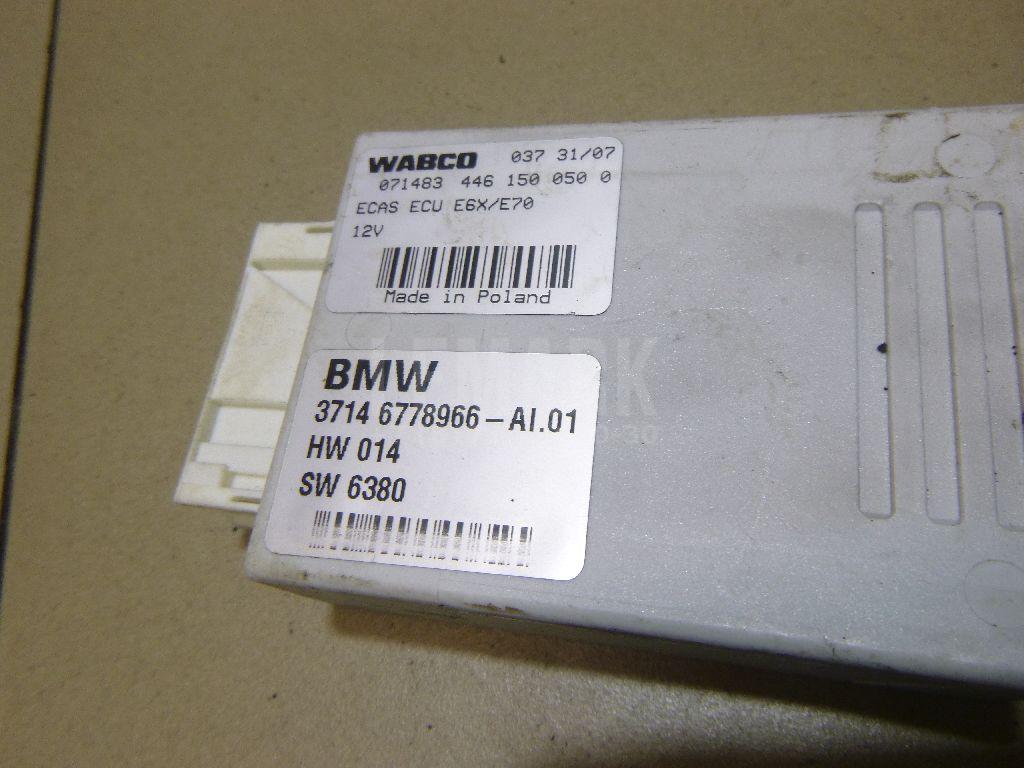 WABCO 037 31/07
071483 446 150 050 0
ECAS ECU E6X/E70
12V
Made in Poland
BMW
3714 6778966 – AI.01
HW 014
SW 6380